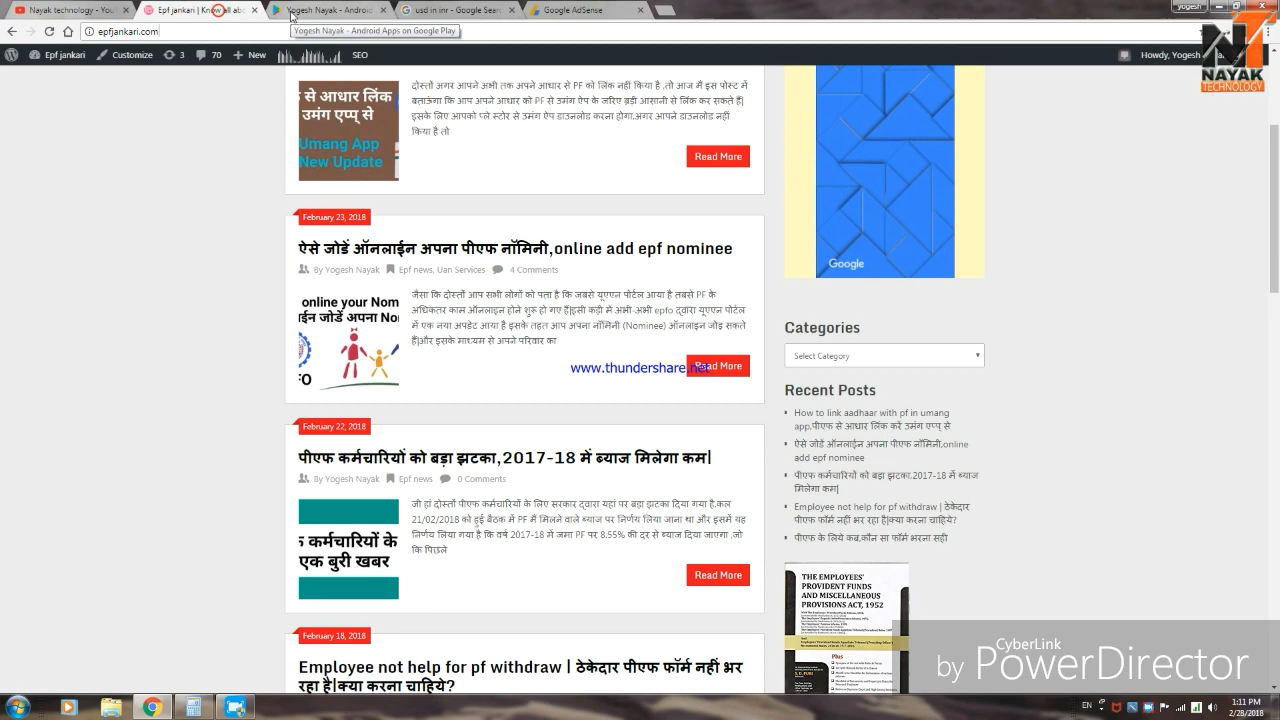 Nayak technology - You
Epf jankari | Know all abo
Yogesh Nayak - Android
usd in inr - Google Sear
Google AdSense
yogesh
epfjankari.com
Yogesh Nayak - Android Apps on Google Play
Epf jankari
Customize
3
70
New
SEO
Howdy, Yogesh
NAYAK
TECHNOLOGY
दोस्तों अगर आपने अभी तक अपने आधार से PF को लिंक नहीं किया है ,तो आज मैं इस पोस्ट में
बताऊंगा कि आप अपने आधार को PF से उमंग ऐप के जरिए बड़ी आसानी से लिंक कर सकते हैं|
इसके लिए आपको प्ले स्टोर से उमंग ऐप डाउनलोड करना होगा.अगर आपने डाउनलोड नहीं
किया है तो
से आधार लिंक
उमंग एप्प् से
Umang App
New Update
Read More
February 23, 2018
ऐसे जोडें ऑनलाईन अपना पीएफ नॉमिनी,online add epf nominee
By Yogesh Nayak Epf news, Uan Services 4 Comments
online your Nom
ईन जोडें अपना
FO
जैसा कि दोस्तों आप सभी लोगों को पता है कि जबसे यूएएन पोर्टल आया है तबसे PF के
अधिकतर काम ऑनलाईन होने शुरू हो गए हैं|इसी कड़ी में अभी-अभी epfo द्वारा यूएएन पोर्टल
में एक नया अपडेट आया है इसके तहत आप अपना नॉमिनी (Nominee) ऑनलाइन जोड़ सकते
हैं|और इसके माध्यम से अपने परिवार का
www.thundershare.net
Read More
February 22, 2018
पीएफ कर्मचारियों को बड़ा झटका,2017-18 में ब्याज मिलेगा कम|
By Yogesh Nayak Epf news 0 Comments
कर्मचारियों के
एक बुरी खबर
जी हां दोस्तों पीएफ कर्मचारियों के लिए सरकार द्वारा यहां पर बड़ा झटका दिया गया है,कल
21/02/2018 को हुई बैठक में PF में मिलने वाले ब्याज पर निर्णय लिया जाना था और इसमें यह
निर्णय लिया गया है कि वर्ष 2017-18 में जमा PF पर 8.55% की दर से ब्याज दिया जाएगा ,जो
कि पिछले
Read More
February 18, 2018
Employee not help for pf withdraw | ठेकेदार पीएफ फॉर्म नहीं भर
रहा है|क्या करना चाहिये?
Google
Categories
Select Category
Recent Posts
How to link aadhaar with pf in umang
app,पीएफ से आधार लिंक करें उमंग एप्प् से
ऐसे जोडें ऑनलाईन अपना पीएफ नॉमिनी,online
add epf nominee
पीएफ कर्मचारियों को बड़ा झटका,2017-18 में ब्याज
मिलेगा कम|
Employee not help for pf withdraw | ठेकेदार
पीएफ फॉर्म नहीं भर रहा है|क्या करना चाहिये?
पीएफ के लिये कब,कौन सा फॉर्म भरना सही
THE EMPLOYEES'
PROVIDENT FUNDS
AND MISCELLANEOUS
PROVISIONS ACT, 1952
Plus
CyberLink
by PowerDirector
EN
1:11 PM
2/28/2018